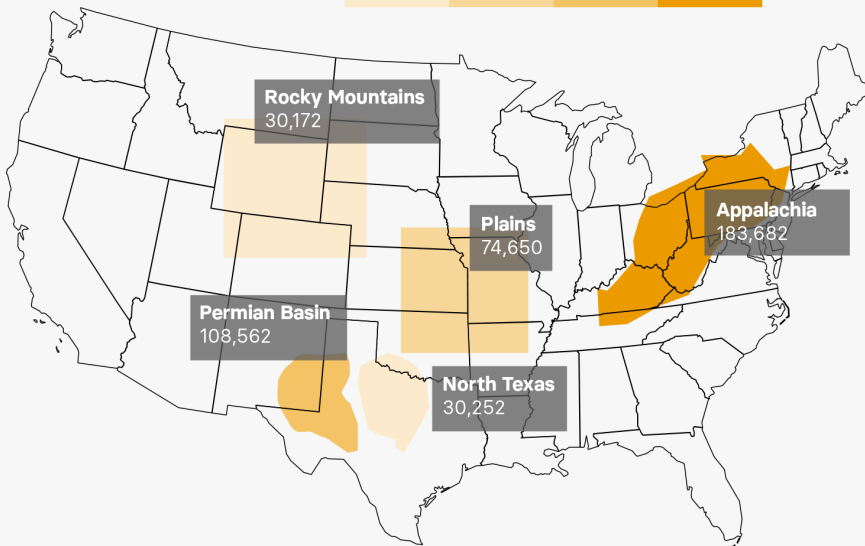 Rocky Mountains
30,172
Plains
74,650
Appalachia
183,682
Permian Basin
108,562
North Texas
30,252